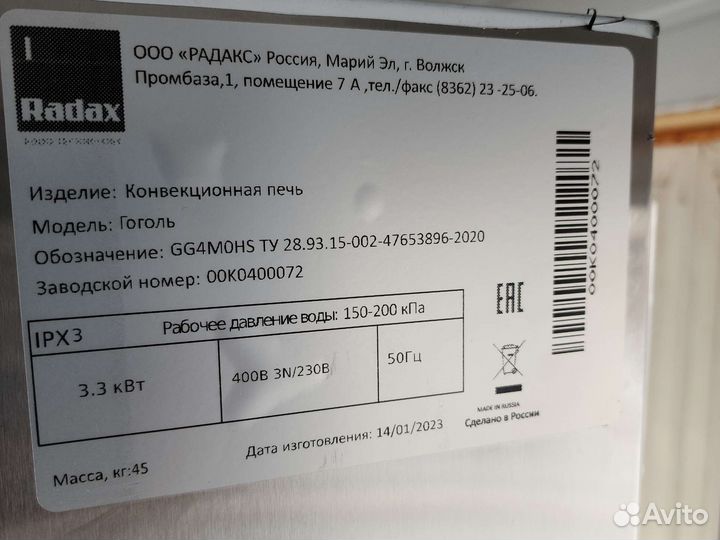 Radax
ООО «РАДАКС» Россия, Марий Эл, г. Волжск
Промбаза,1, помещение 7 А ,тел./факс (8362) 23 -25-06.
Изделие: Конвекционная печь
Модель: Гоголь
Обозначение: GG4M0HS ТУ 28.93.15-002-47653896-2020
Заводской номер: 00K0400072
IPX3 Рабочее давление воды: 150-200 кПа
3.3 кВт 400В 3N/230В 50Гц
Дата изготовления: 14/01/2023
Масса, кг:45
00K0400072
EAC
MADE IN RUSSIA
Сделано в России
Avito